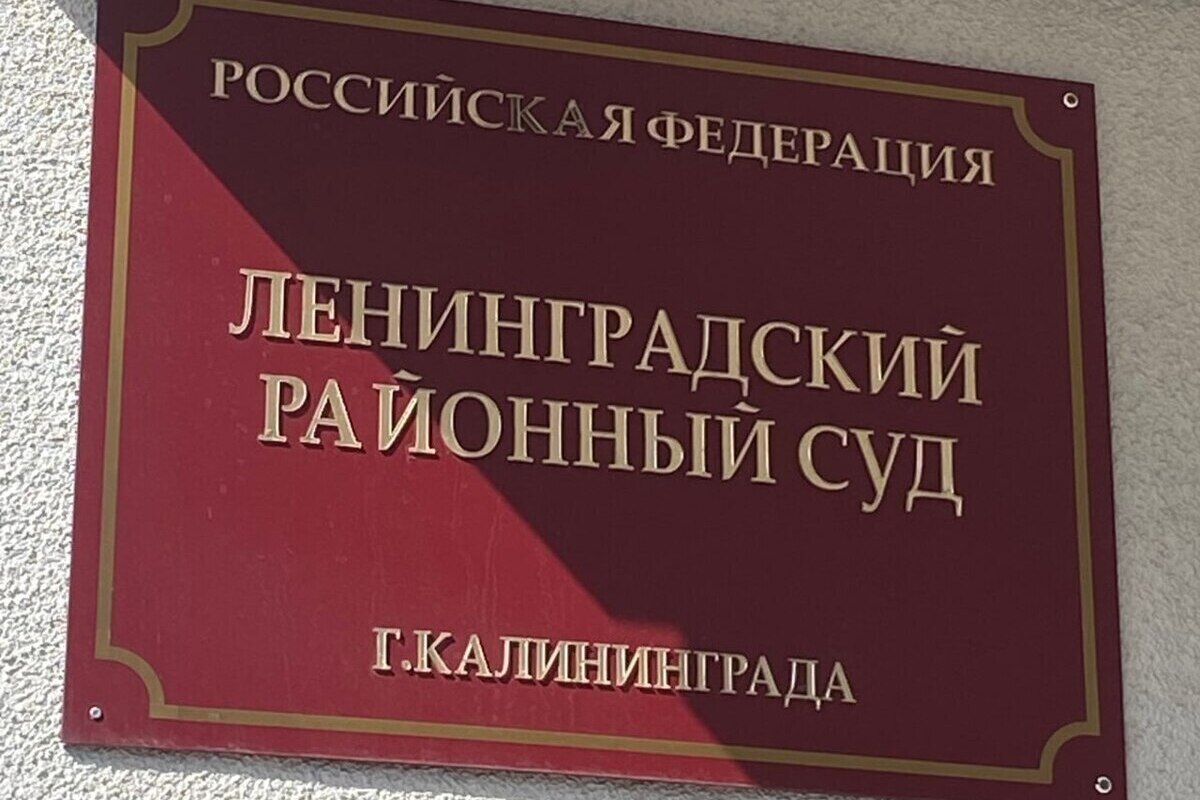 РОССИЙСКАЯ ФЕДЕРАЦИЯ
ЛЕНИНГРАДСКИЙ
РАЙОННЫЙ СУД
Г.КАЛИНИНГРАДА